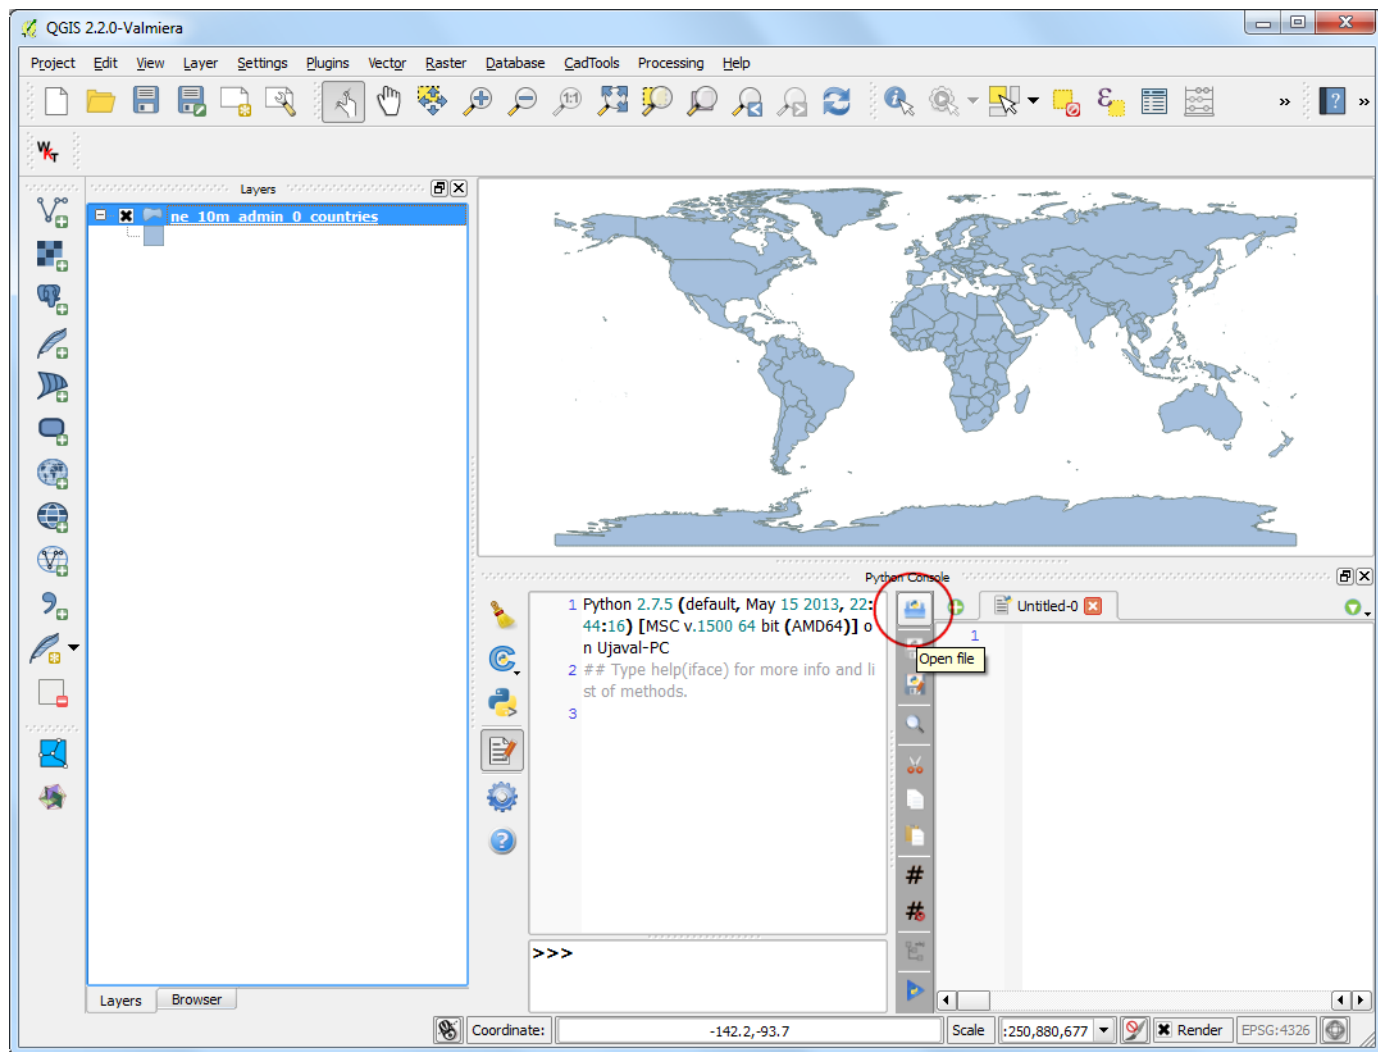 QGIS 2.2.0-Valmiera
Project Edit View Layer Settings Plugins Vector Raster Database CadTools Processing Help
1:1
ε
»
?
»
WKT
Layers
ne_10m_admin_0_countries
Python Console
1 Python 2.7.5 (default, May 15 2013, 22:
44:16) [MSC v.1500 64 bit (AMD64)] o
n Ujaval-PC
2 ## Type help(iface) for more info and li
st of methods.
3
Untitled-0
1
Open file
#
#
>>>
Layers Browser
Coordinate: -142.2,-93.7 Scale :250,880,677 Render EPSG:4326